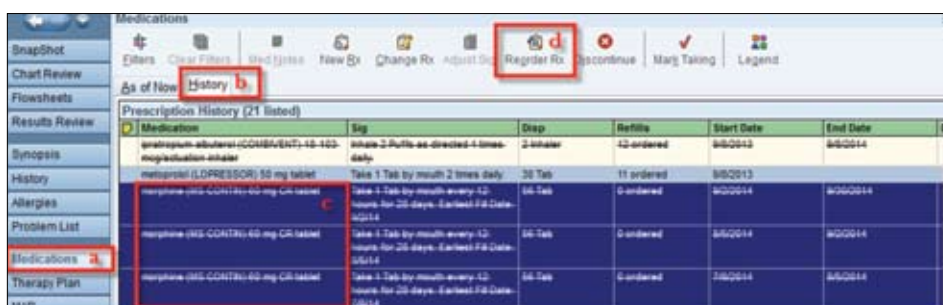 Medications
SnapShot
Chart Review
Flowsheets
Results Review
Synopsis
History
Allergies
Problem List
Medications a
Therapy Plan
Filters Clear Filters Med Notes New Rx Change Rx Adjust Sig Reorder Rx d Discontinue Mark Taking Legend
As of Now History b
Prescription History (21 listed)
Medication Sig Disp Refills Start Date End Date
ipratropium-albuterol (COMBIVENT) 18-103 mcg/actuation inhaler
Inhale 2 Puffs as directed 4 times daily.
2 Inhaler 12 ordered 9/8/2013
metoprolol (LOPRESSOR) 50 mg tablet Take 1 Tab by mouth 2 times daily. 30 Tab 11 ordered 9/8/2013
c
morphine (MS CONTIN) 60 mg CR tablet
Take 1 Tab by mouth every 12 hours for 28 days. Earliest Fill Date
56 Tab 0 ordered
morphine (MS CONTIN) 60 mg CR tablet
Take 1 Tab by mouth every 12 hours for 28 days. Earliest Fill Date
56 Tab 0 ordered
morphine (MS CONTIN) 60 mg CR tablet
Take 1 Tab by mouth every 12 hours for 28 days. Earliest Fill Date
56 Tab 0 ordered